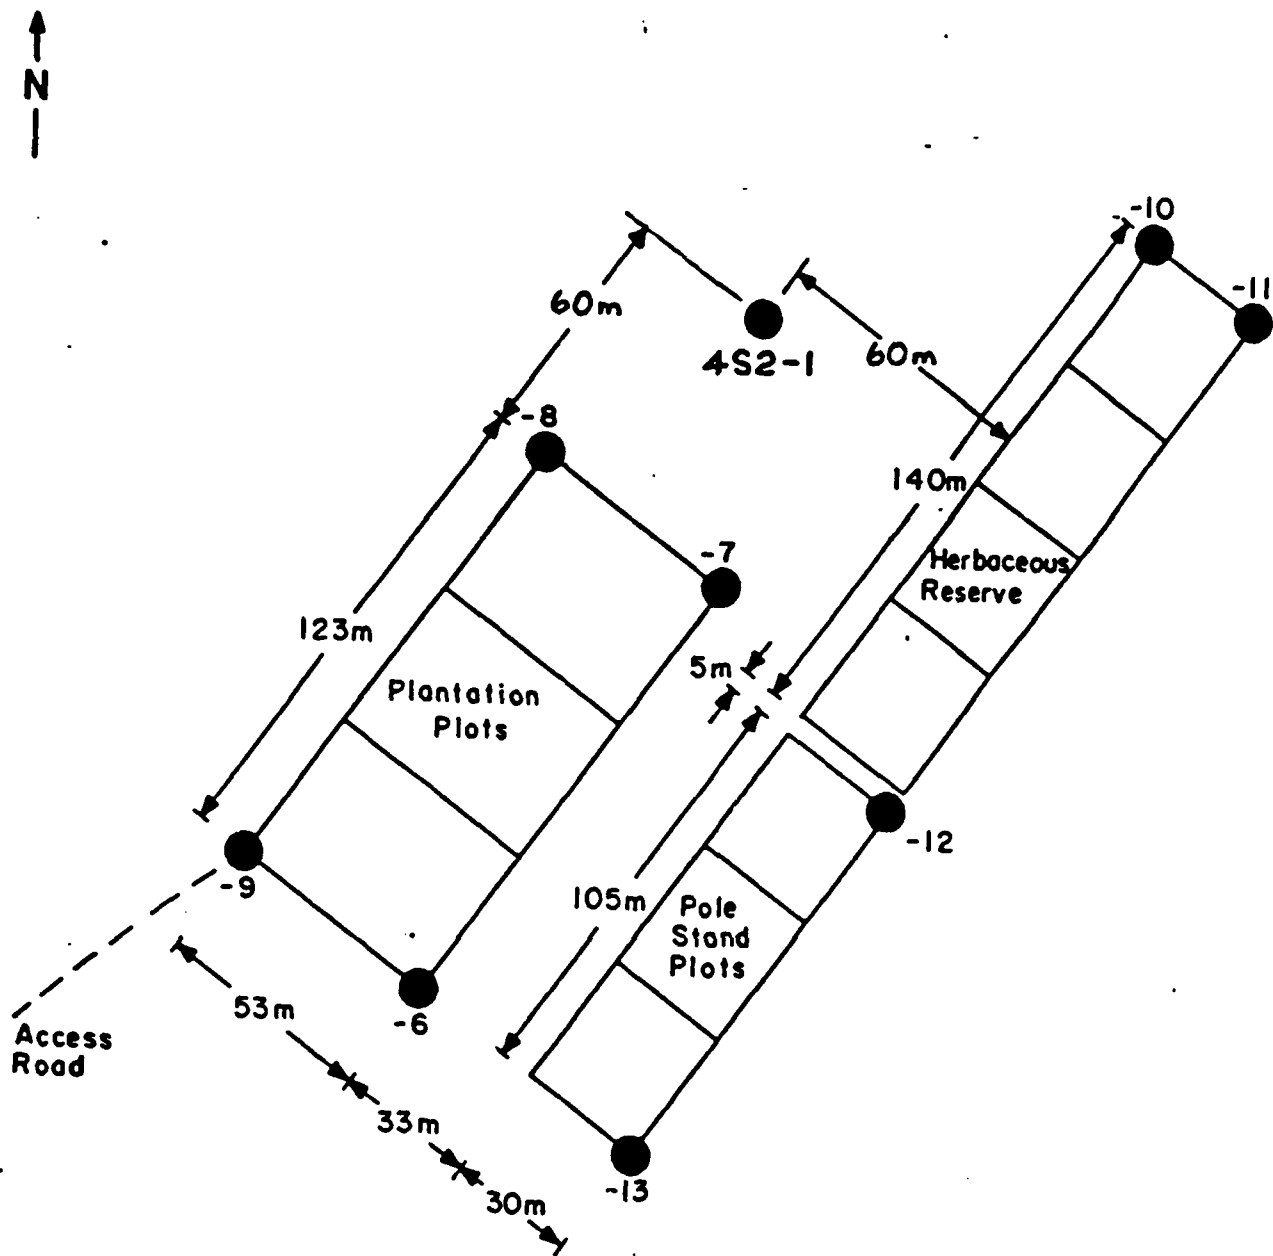 N
-10
-11
60m
4S2-1
60m
-8
140m
-7
Herbaceous
Reserve
123m
5m
Plantation
Plots
-12
-9
105m
Pole
Stand
Plots
53m
-6
Access
Road
33m
-13
30m